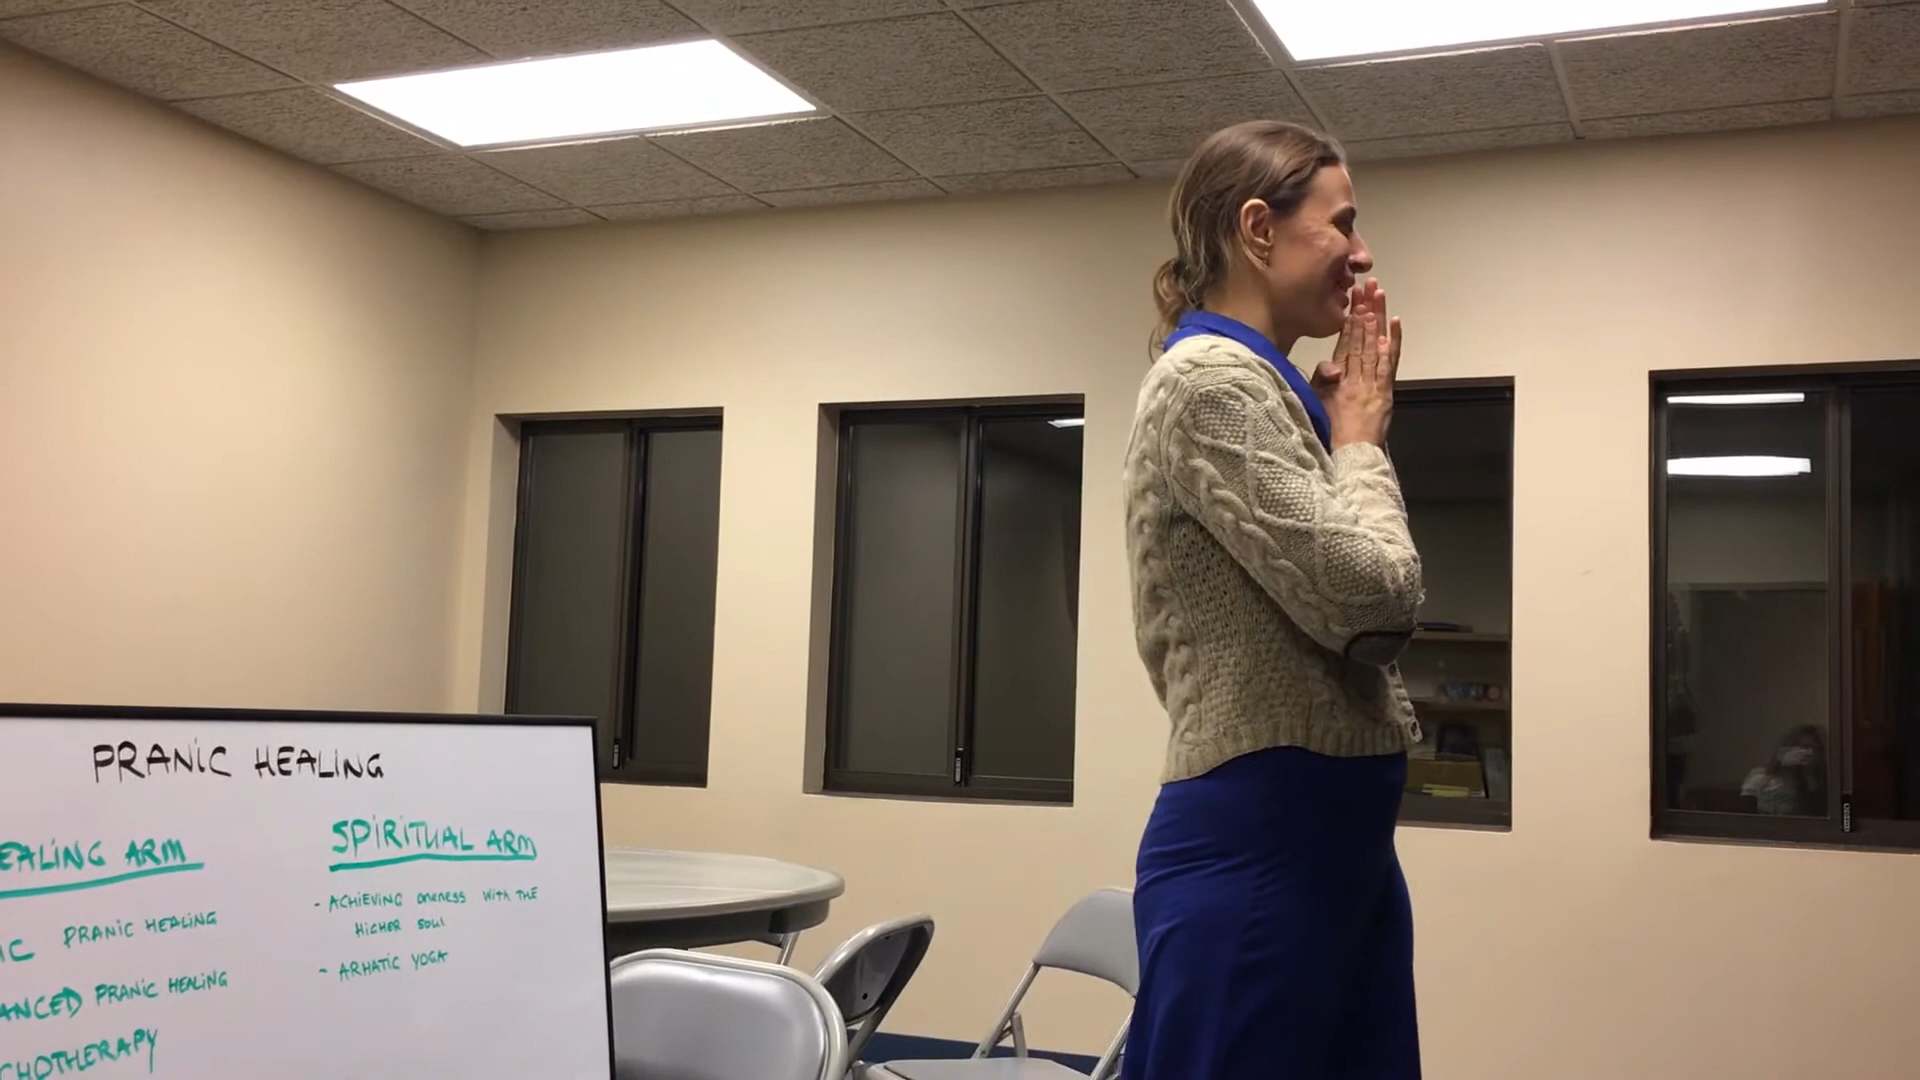 PRANIC HEALING
EALING ARM
IC PRANIC HEALING
ANCED PRANIC HEALING
CHOTHERAPY
SPIRITUAL ARM
- ACHIEVING ONENESS WITH THE
HIGHER SOUL
- ARHATIC YOGA